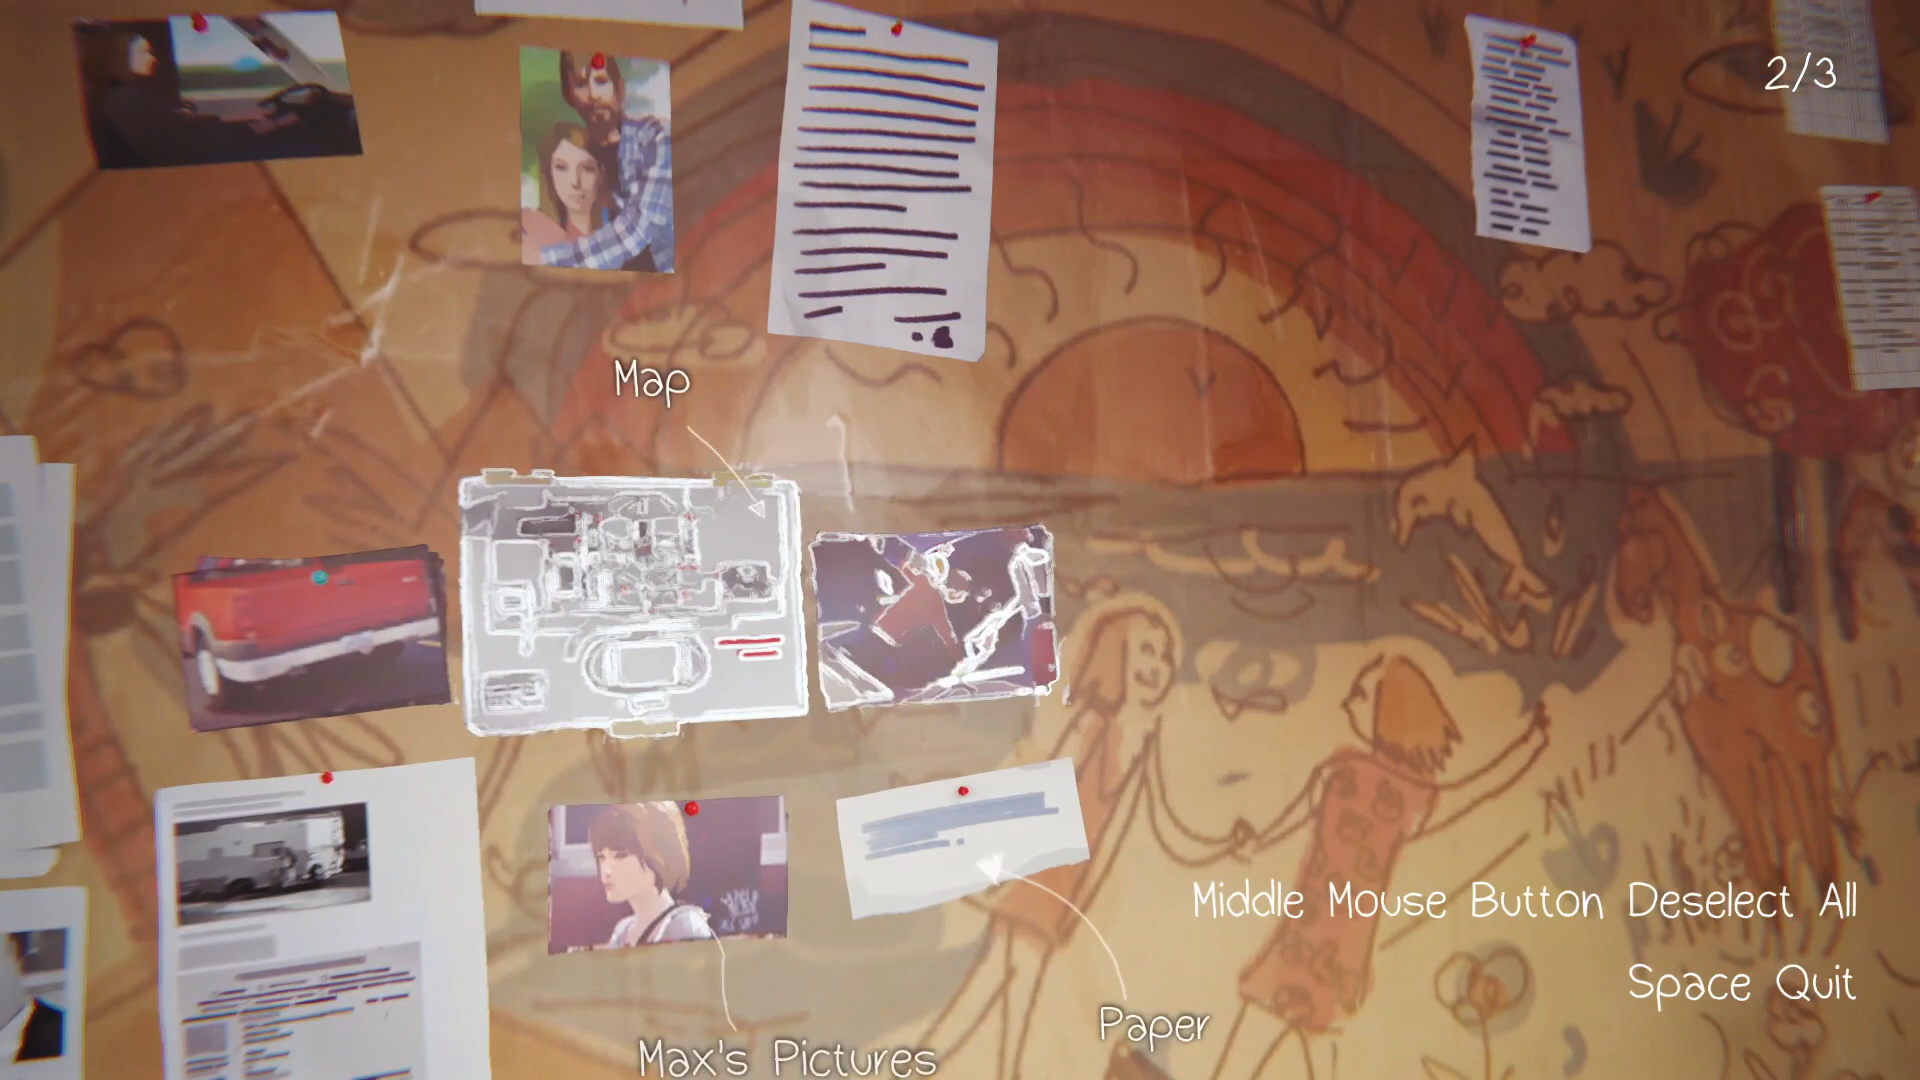 2/3
Map
Middle Mouse Button Deselect All
Space Quit
Paper
Max's Pictures